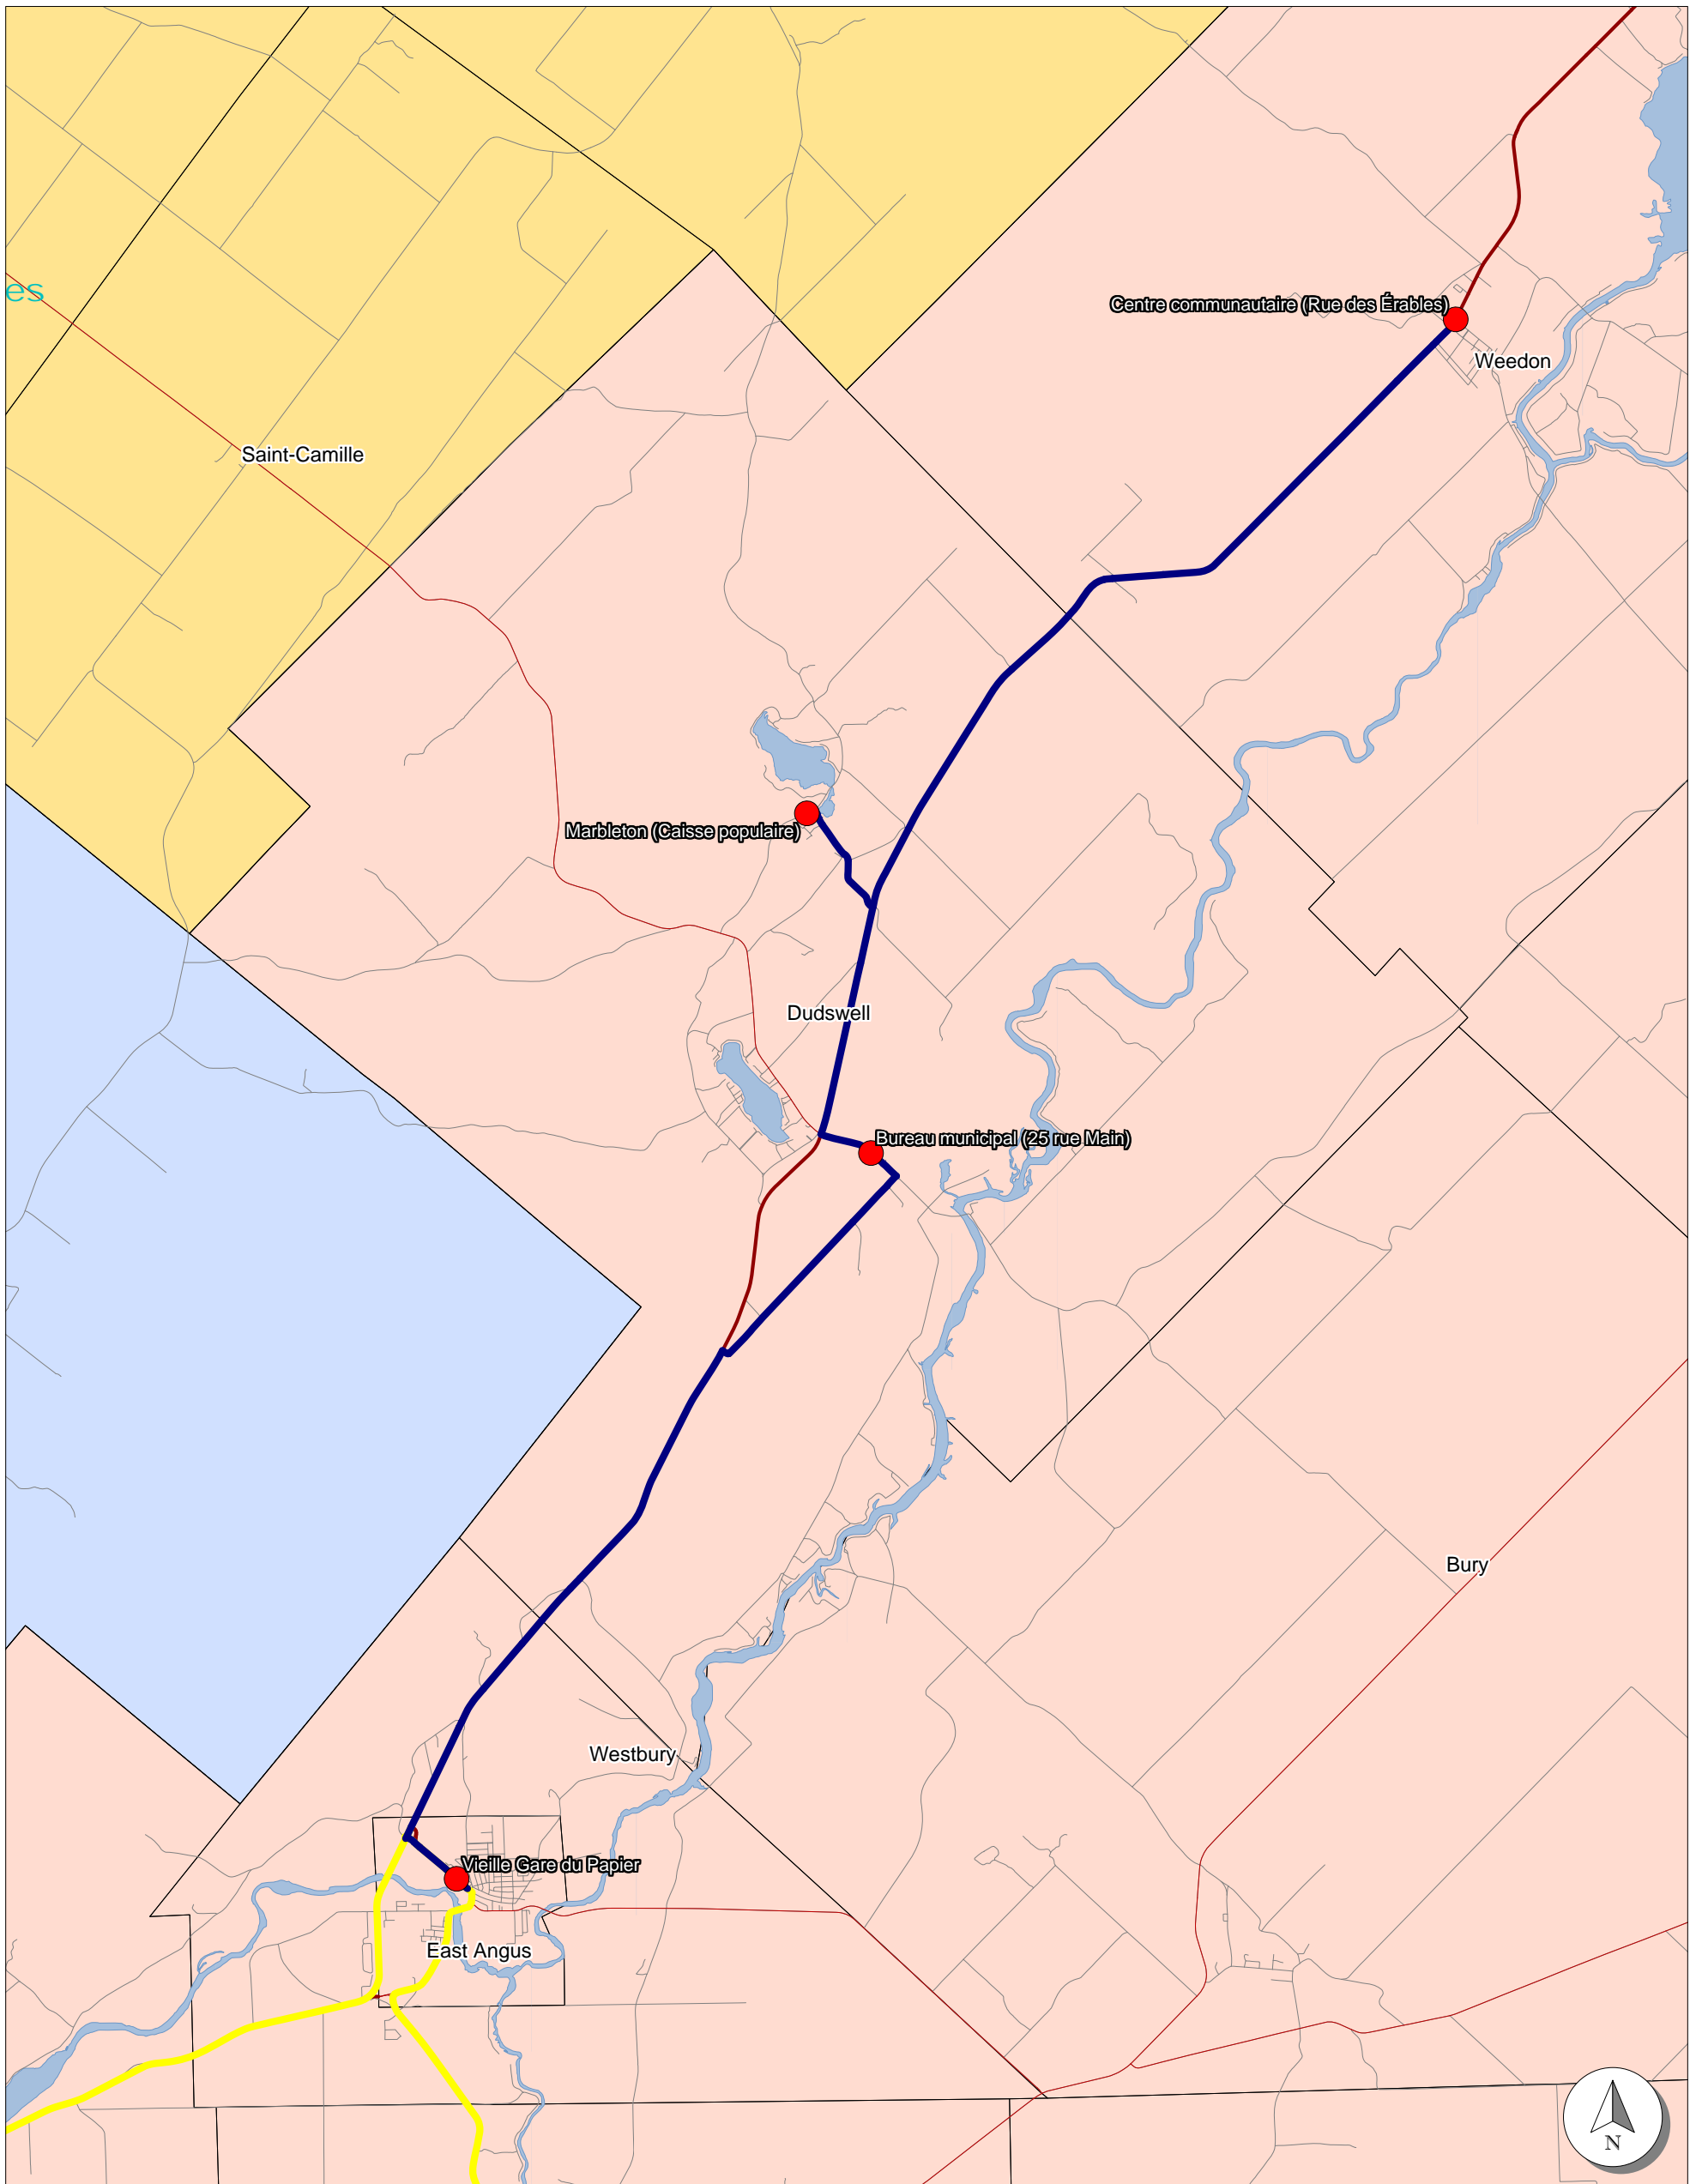 es
Centre communautaire (Rue des Érables)
Weedon
Saint-Camille
Marbleton (Caisse populaire)
Dudswell
Bureau municipal (25 rue Main)
Bury
Westbury
Vieille Gare du Papier
East Angus
N